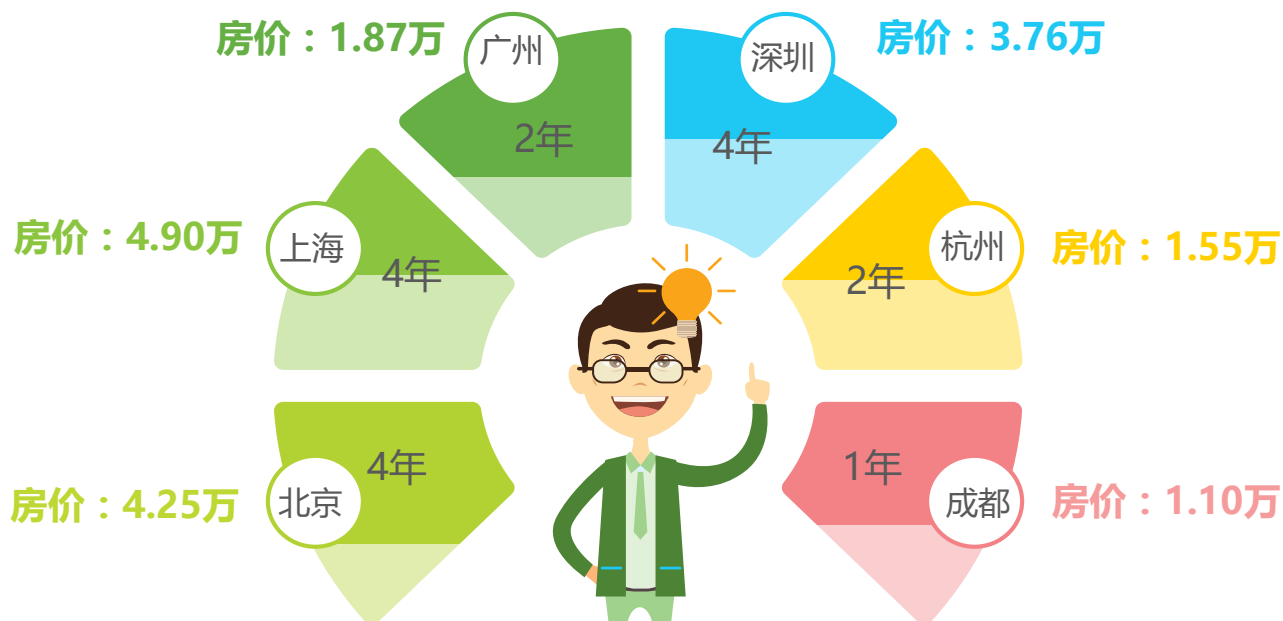 房价：1.87万
广州
2年
房价：3.76万
深圳
4年
房价：4.90万
上海
4年
房价：1.55万
杭州
2年
房价：4.25万
北京
4年
房价：1.10万
成都
1年